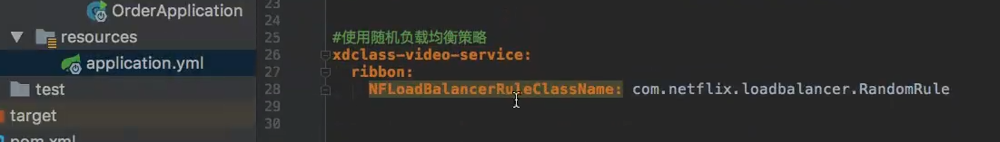 OrderApplication
resources
application.yml
test
target
pom.xml
23
24
25 #使用随机负载均衡策略
26 xdclass-video-service:
27 ribbon:
28 NFLoadBalancerRuleClassName: com.netflix.loadbalancer.RandomRule
29
30